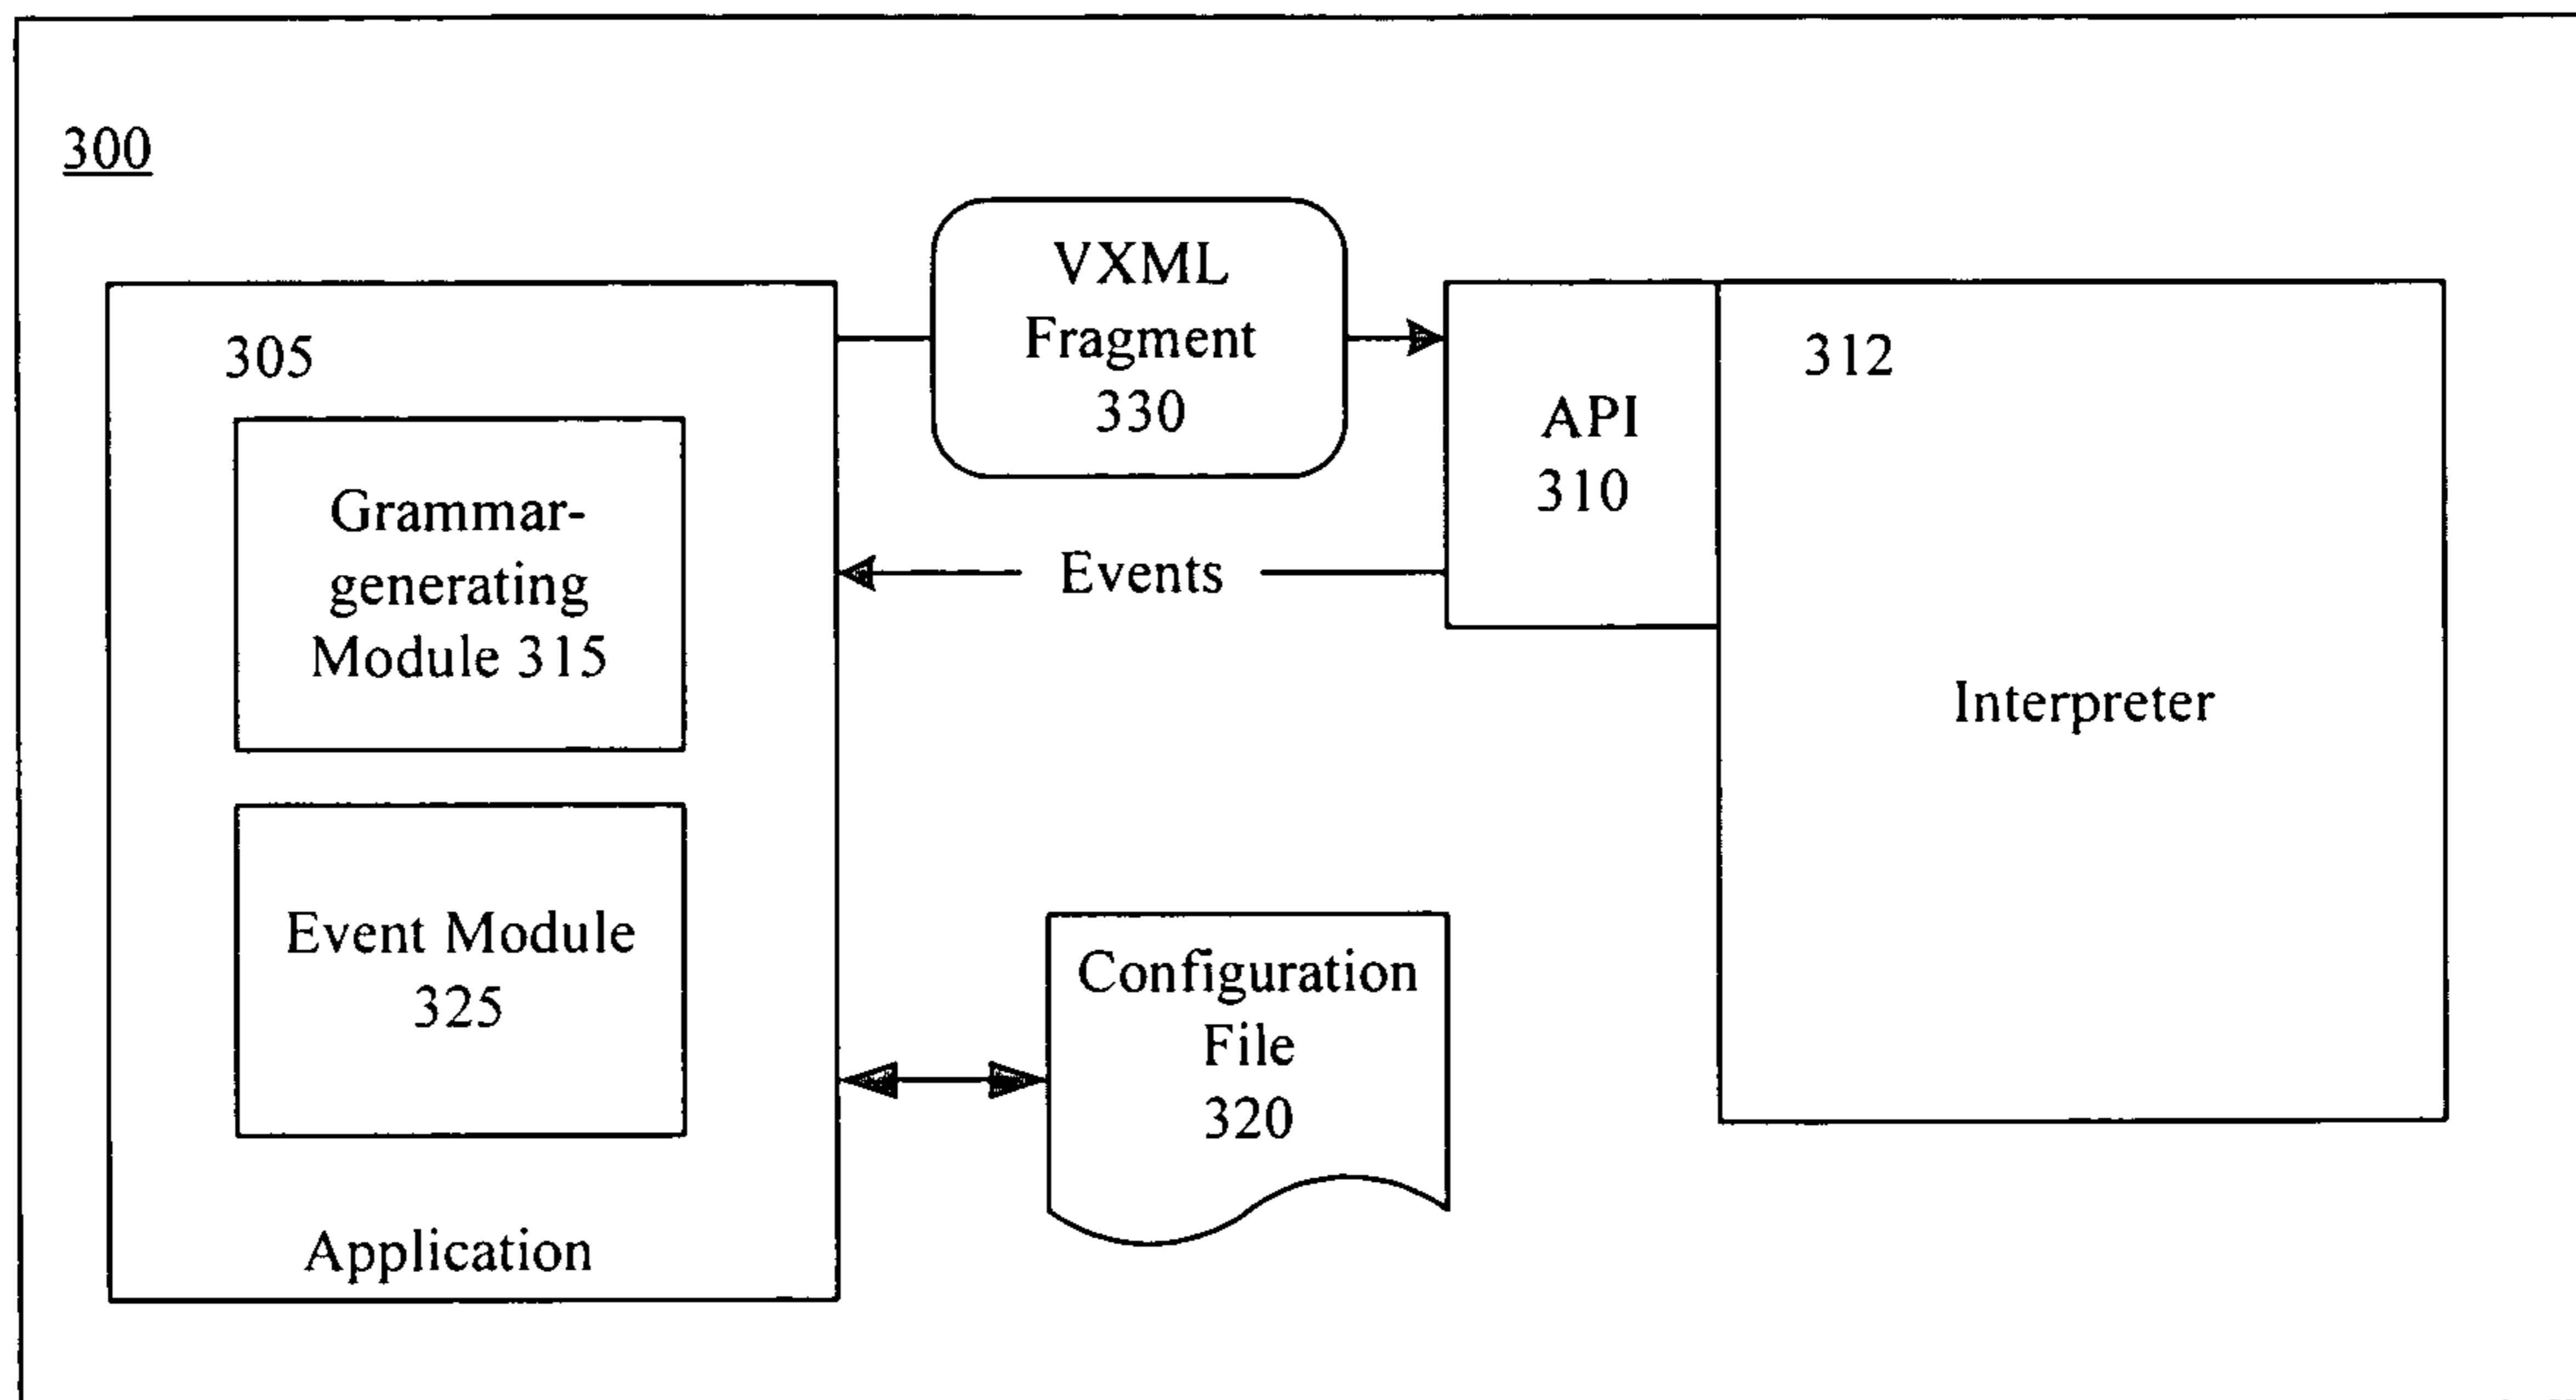 300
305
Grammar-
generating
Module 315
Event Module
325
Application
VXML
Fragment
330
Events
Configuration
File
320
API
310
312
Interpreter